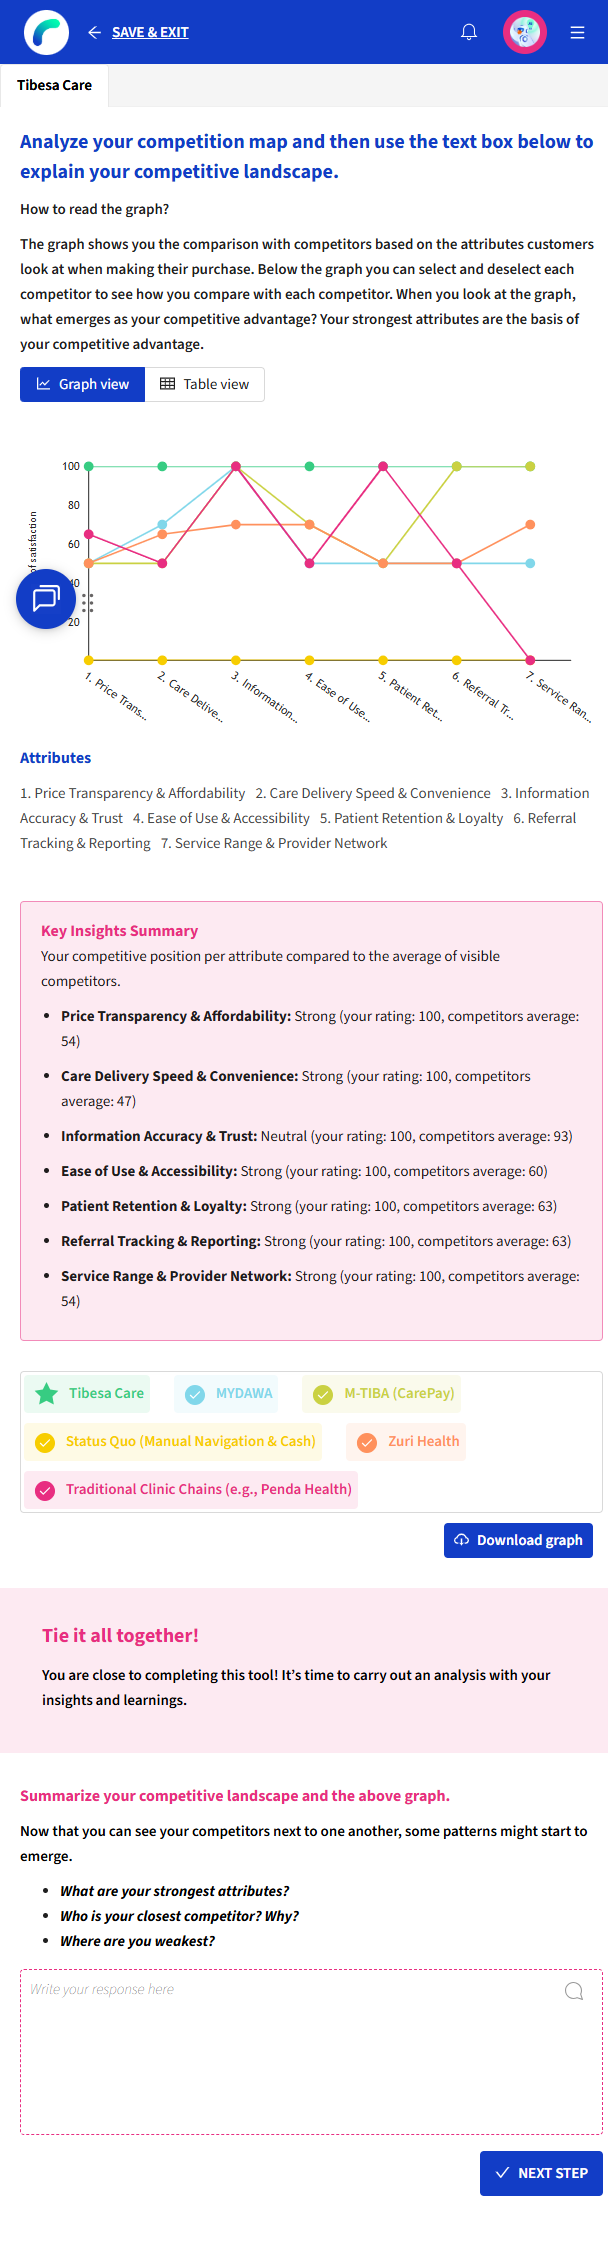 SAVE & EXIT
Tibesa Care
Analyze your competition map and then use the text box below to
explain your competitive landscape.
How to read the graph?
The graph shows you the comparison with competitors based on the attributes customers
look at when making their purchase. Below the graph you can select and deselect each
competitor to see how you compare with each competitor. When you look at the graph,
what emerges as your competitive advantage? Your strongest attributes are the basis of
your competitive advantage.
Graph view
Table view
100
80
60
40
20
of satisfaction
1. Price Trans...
2. Care Delive...
3. Information...
4. Ease of Use...
5. Patient Ret...
6. Referral Tr...
7. Service Ran...
Attributes
1. Price Transparency & Affordability 2. Care Delivery Speed & Convenience 3. Information
Accuracy & Trust 4. Ease of Use & Accessibility 5. Patient Retention & Loyalty 6. Referral
Tracking & Reporting 7. Service Range & Provider Network
Key Insights Summary
Your competitive position per attribute compared to the average of visible
competitors.
• Price Transparency & Affordability: Strong (your rating: 100, competitors average:
54)
• Care Delivery Speed & Convenience: Strong (your rating: 100, competitors
average: 47)
• Information Accuracy & Trust: Neutral (your rating: 100, competitors average: 93)
• Ease of Use & Accessibility: Strong (your rating: 100, competitors average: 60)
• Patient Retention & Loyalty: Strong (your rating: 100, competitors average: 63)
• Referral Tracking & Reporting: Strong (your rating: 100, competitors average: 63)
• Service Range & Provider Network: Strong (your rating: 100, competitors average:
54)
Tibesa Care
MYDAWA
M-TIBA (CarePay)
Status Quo (Manual Navigation & Cash)
Zuri Health
Traditional Clinic Chains (e.g., Penda Health)
Download graph
Tie it all together!
You are close to completing this tool! It’s time to carry out an analysis with your
insights and learnings.
Summarize your competitive landscape and the above graph.
Now that you can see your competitors next to one another, some patterns might start to
emerge.
• What are your strongest attributes?
• Who is your closest competitor? Why?
• Where are you weakest?
Write your response here
NEXT STEP